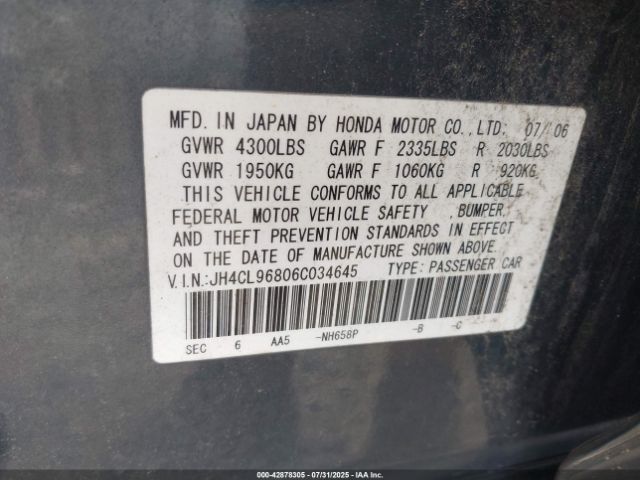 MFD. IN JAPAN BY HONDA MOTOR CO.,LTD. 07/06
GVWR 4300LBS GAWR F 2335LBS R 2030LBS
GVWR 1950KG GAWR F 1060KG R 920KG
THIS VEHICLE CONFORMS TO ALL APPLICABLE
FEDERAL MOTOR VEHICLE SAFETY ,BUMPER,
AND THEFT PREVENTION STANDARDS IN EFFECT
ON THE DATE OF MANUFACTURE SHOWN ABOVE.
V.I.N.:JH4CL96806C034645 TYPE: PASSENGER CAR
SEC 6 AA5 -NH658P -B -C
000-42878305 - 07/31/2025 - IAAI.COM